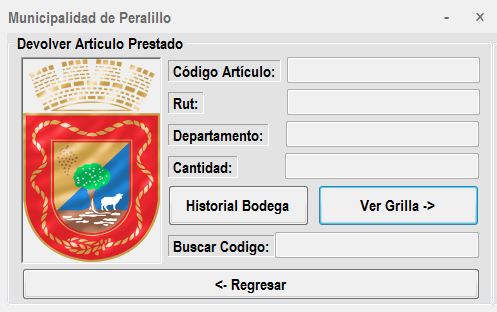 Municipalidad de Peralillo
Devolver Articulo Prestado
Código Artículo:
Rut:
Departamento:
Cantidad:
Historial Bodega
Ver Grilla ->
Buscar Codigo:
<- Regresar